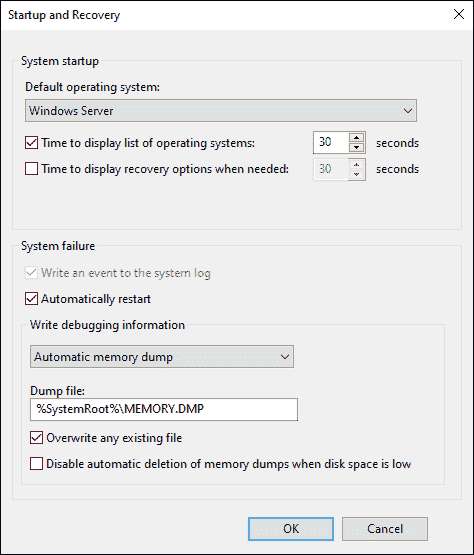 Startup and Recovery
System startup
Default operating system:
Windows Server
Time to display list of operating systems: 30 seconds
Time to display recovery options when needed: 30 seconds
System failure
Write an event to the system log
Automatically restart
Write debugging information
Automatic memory dump
Dump file:
%SystemRoot%\MEMORY.DMP
Overwrite any existing file
Disable automatic deletion of memory dumps when disk space is low
OK Cancel